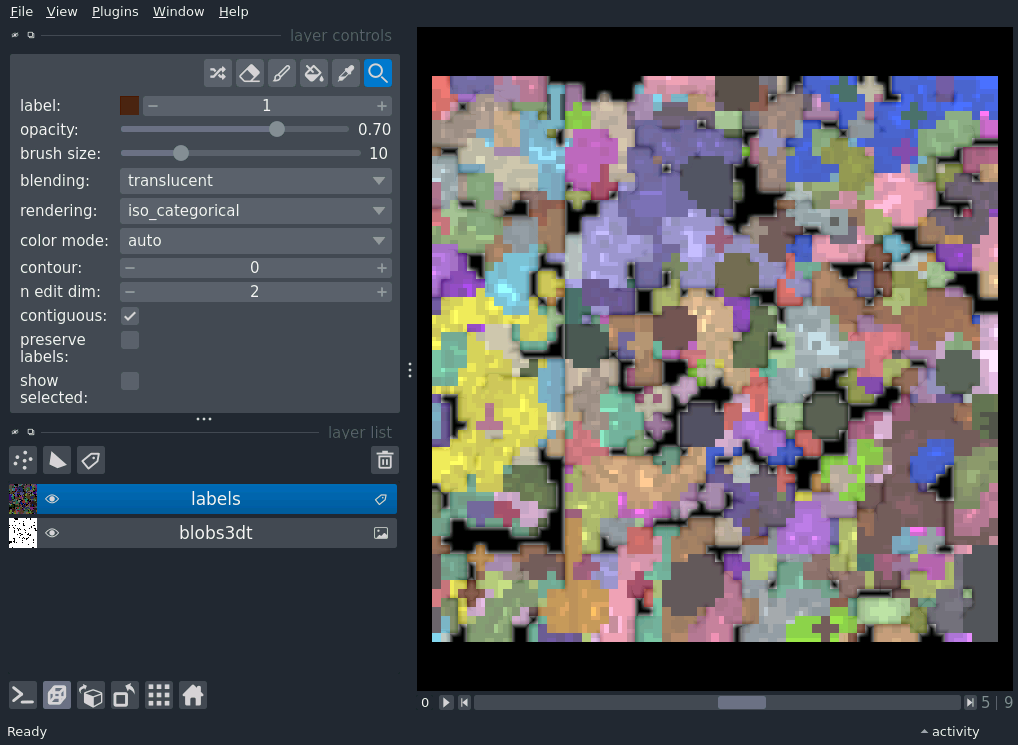 File View Plugins Window Help
layer controls
label: 1
opacity: 0.70
brush size: 10
blending: translucent
rendering: iso_categorical
color mode: auto
contour: 0
n edit dim: 2
contiguous:
preserve
labels:
show
selected:
layer list
labels
blobs3dt
0 5 | 9
Ready activity